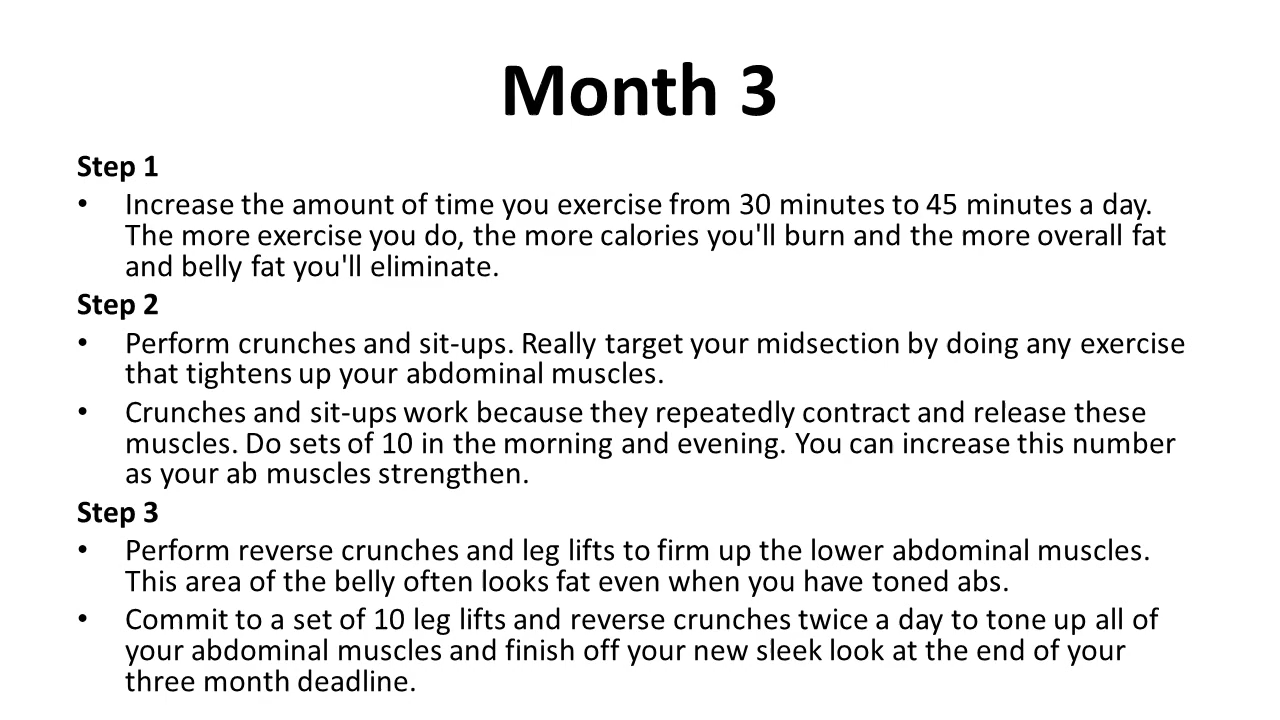 Month 3
Step 1
• Increase the amount of time you exercise from 30 minutes to 45 minutes a day.
The more exercise you do, the more calories you'll burn and the more overall fat
and belly fat you'll eliminate.
Step 2
• Perform crunches and sit-ups. Really target your midsection by doing any exercise
that tightens up your abdominal muscles.
• Crunches and sit-ups work because they repeatedly contract and release these
muscles. Do sets of 10 in the morning and evening. You can increase this number
as your ab muscles strengthen.
Step 3
• Perform reverse crunches and leg lifts to firm up the lower abdominal muscles.
This area of the belly often looks fat even when you have toned abs.
• Commit to a set of 10 leg lifts and reverse crunches twice a day to tone up all of
your abdominal muscles and finish off your new sleek look at the end of your
three month deadline.